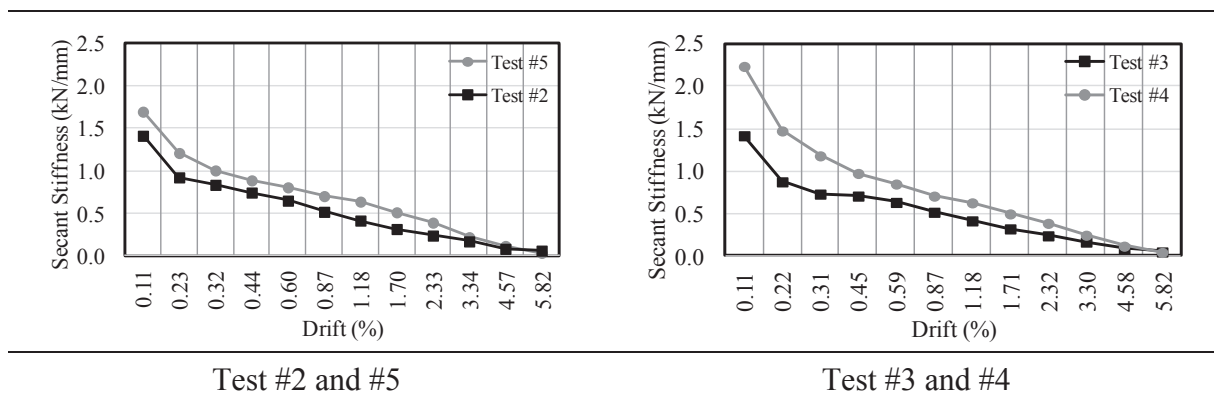 Secant Stiffness (kN/mm)
2.5
2.0
1.5
1.0
0.5
0.0
Test #5
Test #2
0.11 0.23 0.32 0.44 0.60 0.87 1.18 1.70 2.33 3.34 4.57 5.82
Drift (%)
Secant Stiffness (kN/mm)
2.5
2.0
1.5
1.0
0.5
0.0
Test #3
Test #4
0.11 0.22 0.31 0.45 0.59 0.87 1.18 1.71 2.32 3.30 4.58 5.82
Drift (%)
Test #2 and #5
Test #3 and #4